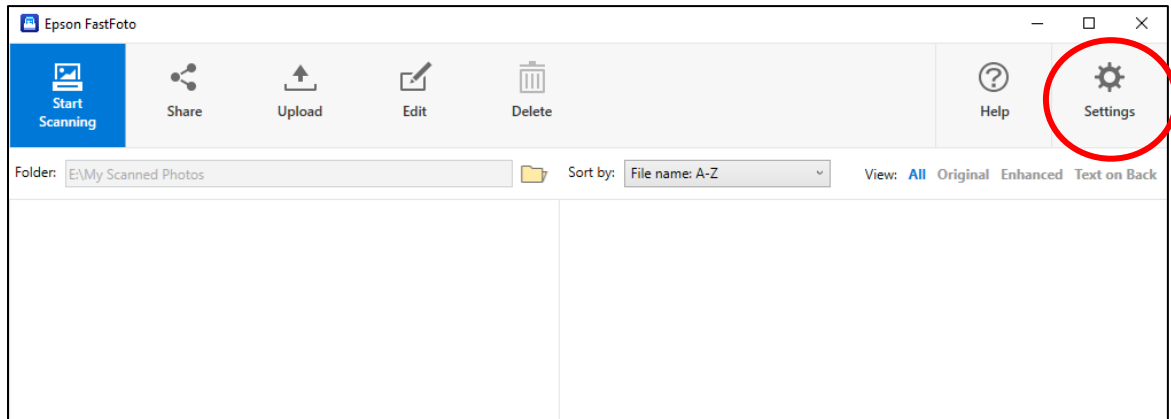 Epson FastFoto
Start
Scanning
Share
Upload
Edit
Delete
Help
Settings
Folder: E:\My Scanned Photos
Sort by: File name: A-Z
View: All Original Enhanced Text on Back